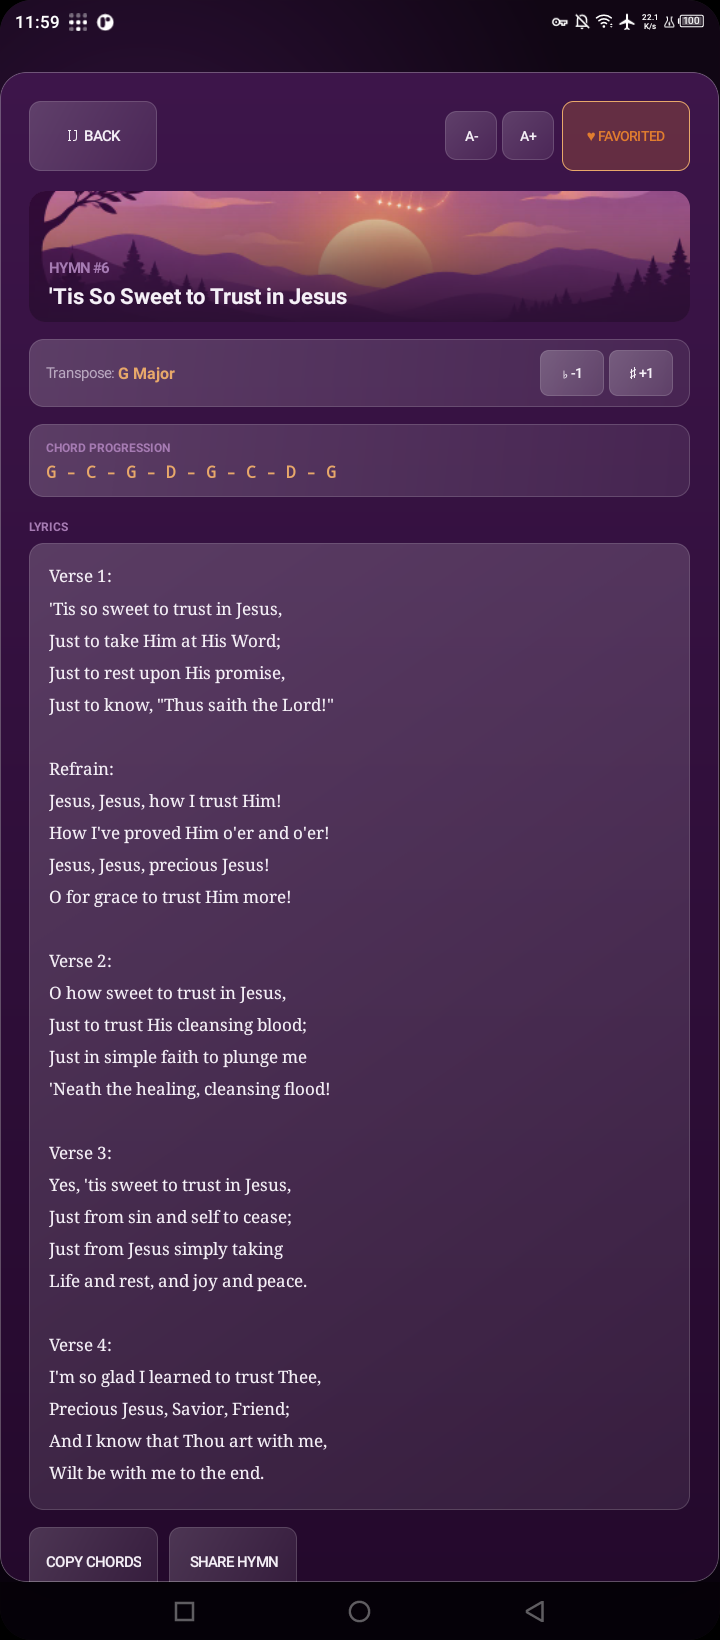 11:59
22.1
K/s
100
BACK
A-
A+
♥ FAVORITED
HYMN #6
'Tis So Sweet to Trust in Jesus
Transpose: G Major
♭ -1
♯ +1
CHORD PROGRESSION
G – C – G – D – G – C – D – G
LYRICS
Verse 1:
'Tis so sweet to trust in Jesus,
Just to take Him at His Word;
Just to rest upon His promise,
Just to know, "Thus saith the Lord!"
Refrain:
Jesus, Jesus, how I trust Him!
How I've proved Him o'er and o'er!
Jesus, Jesus, precious Jesus!
O for grace to trust Him more!
Verse 2:
O how sweet to trust in Jesus,
Just to trust His cleansing blood;
Just in simple faith to plunge me
'Neath the healing, cleansing flood!
Verse 3:
Yes, 'tis sweet to trust in Jesus,
Just from sin and self to cease;
Just from Jesus simply taking
Life and rest, and joy and peace.
Verse 4:
I'm so glad I learned to trust Thee,
Precious Jesus, Savior, Friend;
And I know that Thou art with me,
Wilt be with me to the end.
COPY CHORDS
SHARE HYMN